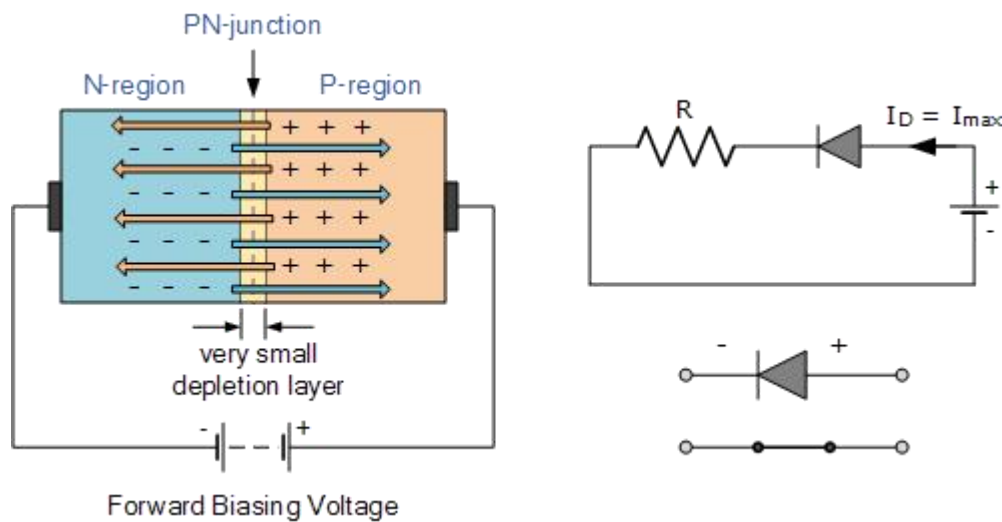 PN-junction
N-region
P-region
+ + +
- - -
+ + +
- - -
+ + +
- - -
+ + +
- - -
very small
depletion layer
- +
Forward Biasing Voltage
R
I_D = I_max
+
-
- +